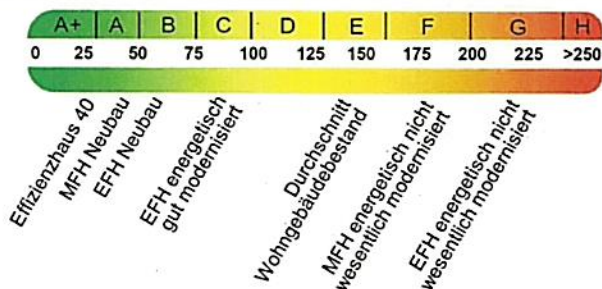 A+ A B C D E F G H
0 25 50 75 100 125 150 175 200 225 >250
Effizienzhaus 40
MFH Neubau
EFH Neubau
EFH energetisch
gut modernisiert
Durchschnitt
Wohngebäudebestand
MFH energetisch nicht
wesentlich modernisiert
EFH energetisch nicht
wesentlich modernisiert